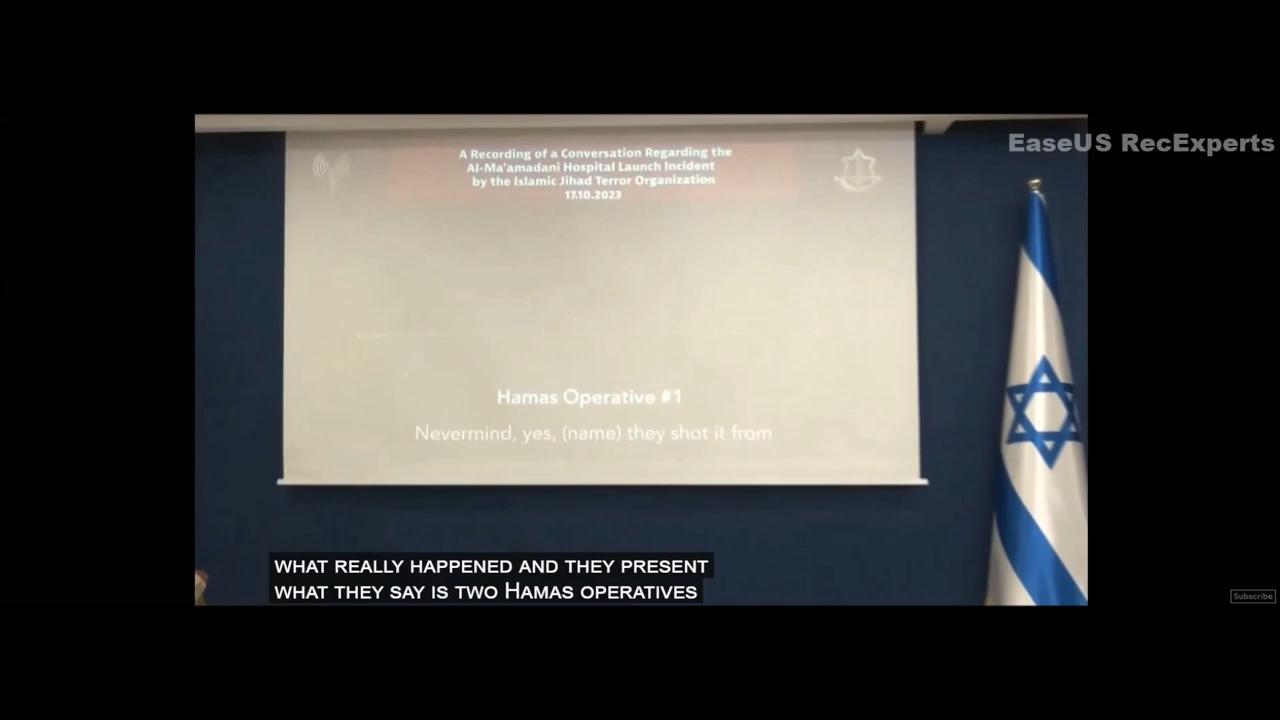 A Recording of a Conversation Regarding the
Al-Ma'amadani Hospital Launch Incident
by the Islamic Jihad Terror Organization
17.10.2023
EaseUS RecExperts
Hamas Operative #1
Nevermind, yes, (name) they shot it from
WHAT REALLY HAPPENED AND THEY PRESENT
WHAT THEY SAY IS TWO HAMAS OPERATIVES
Subscribe